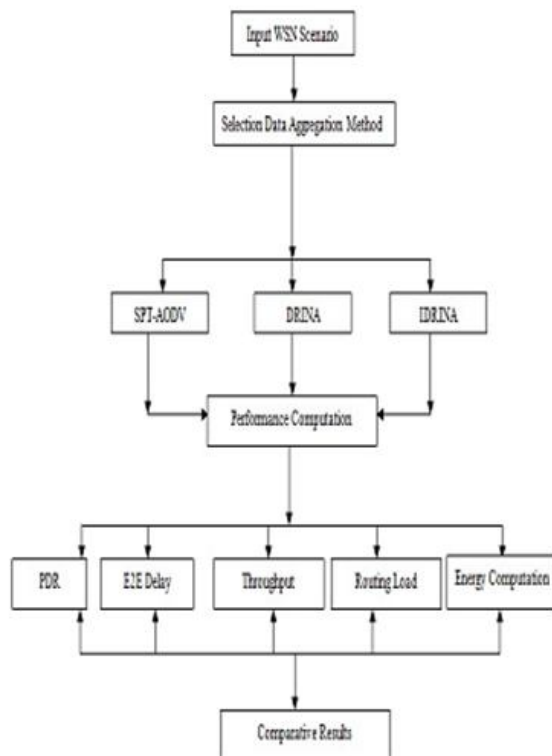 Input WSN Scenario
Selection Data Aggregation Method
SPT-AODV
DRINA
IDRINA
Performance Computation
PDR
E2E Delay
Throughput
Routing Load
Energy Computation
Comparative Results